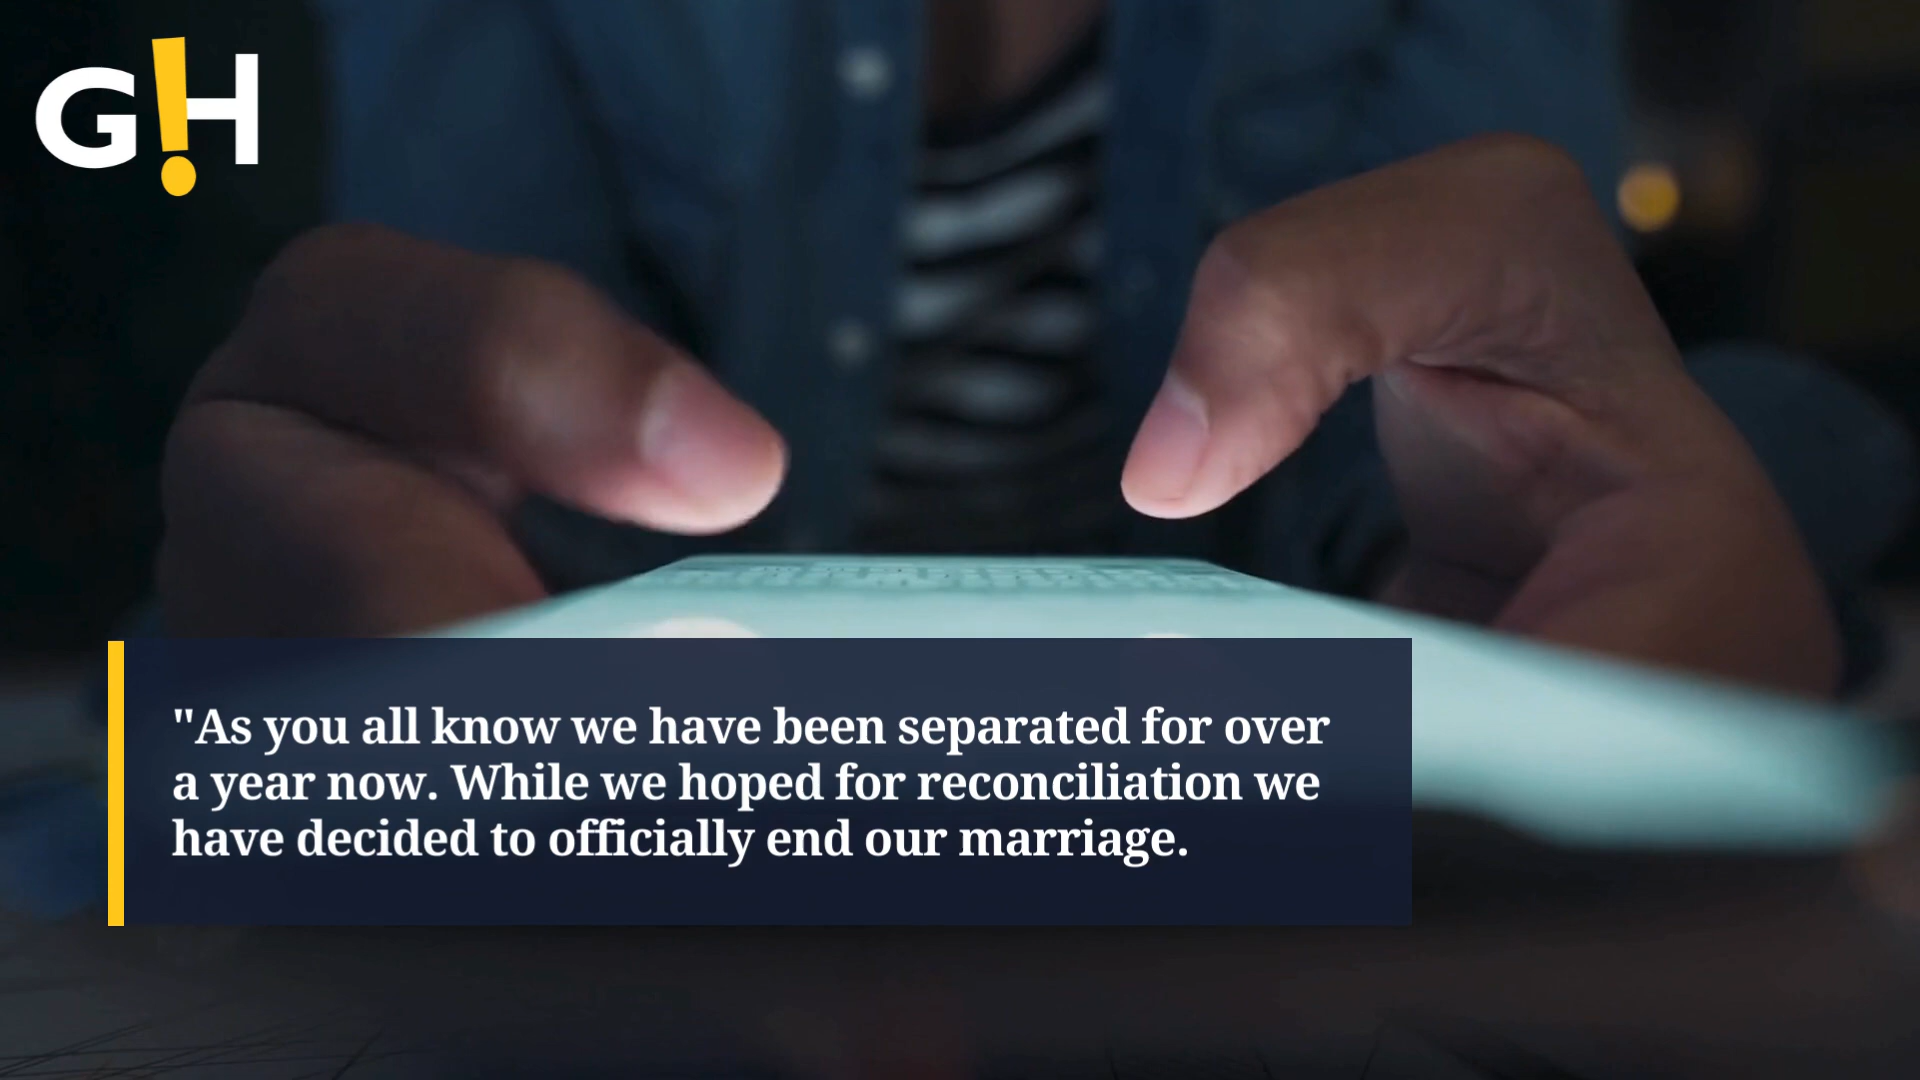 G!H
"As you all know we have been separated for over
a year now. While we hoped for reconciliation we
have decided to officially end our marriage.